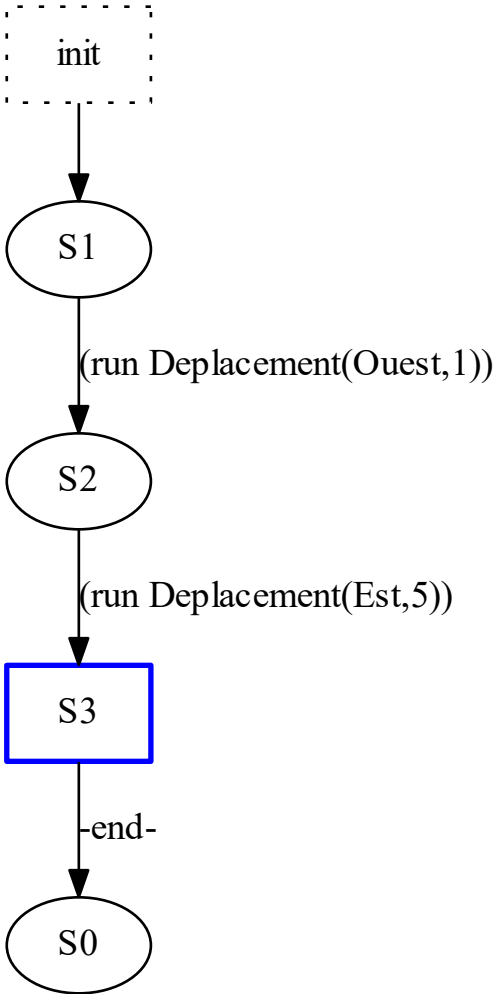 init
S1
(run Deplacement(Ouest,1))
S2
(run Deplacement(Est,5))
S3
-end-
S0